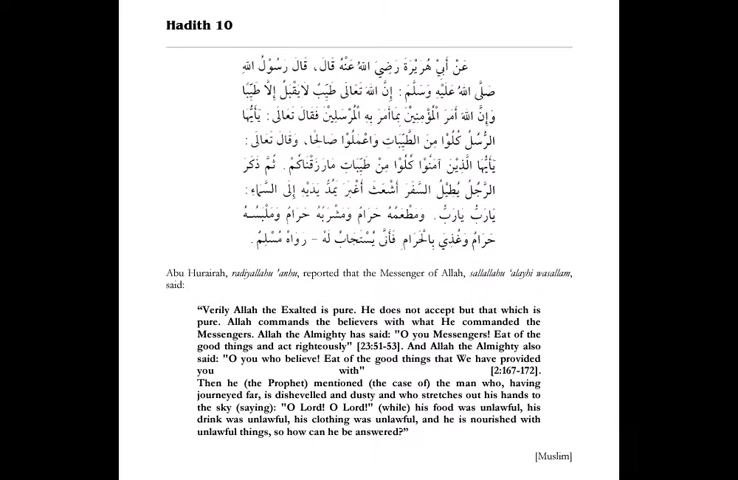 Hadith 10
عَنْ أَبِيْ هُرَيْرَةَ رَضِيَ اللهُ عَنْهُ قَالَ، قَالَ رَسُوْلُ اللهِ
صَلَّى اللهُ عَلَيْهِ وَسَلَّمَ : إِنَّ اللهَ تَعَالَى طَيِّبٌ لاَيَقْبَلُ إِلاَّ طَيِّبًا
وَإِنَّ اللهَ أَمَرَ الْمُؤْمِنِيْنَ بِمَاأَمَرَ بِهِ الْمُرْسَلِيْنَ فَقَالَ تَعَالَى : يَأَيُّهَا
الرُّسُلُ كُلُوْا مِنَ الطَّيِّبَاتِ وَاعْمَلُوْا صَالِحًا، وَقَالَ تَعَالَى :
يَأَيُّهَا الَّذِيْنَ آمَنُوْا كُلُوْا مِنْ طَيِّبَاتِ مَارَزَقْنَاكُمْ . ثُمَّ ذَكَرَ
الرَّجُلَ يُطِيْلُ السَّفَرَ أَشْعَثَ أَغْبَرَ يَمُدُّ يَدَيْهِ إِلَى السَّمَاءِ :
يَارَبُّ يَارَبُّ. وَمَطْعَمُهُ حَرَامٌ وَمَشْرَبُهُ حَرَامٌ وَمَلْبَسُهُ
حَرَامٌ وَغُذِيَ بِالْحَرَامِ فَأَنَّى يُسْتَجَابُ لَهُ – رَوَاهُ مُسْلِمٌ .
Abu Hurairah, radiyallahu 'anhu, reported that the Messenger of Allah, sallallahu 'alayhi wasallam,
said:
“Verily Allah the Exalted is pure. He does not accept but that which is
pure. Allah commands the believers with what He commanded the
Messengers. Allah the Almighty has said: "O you Messengers! Eat of the
good things and act righteously" [23:51-53]. And Allah the Almighty also
said: "O you who believe! Eat of the good things that We have provided
you with" [2:167-172].
Then he (the Prophet) mentioned (the case of) the man who, having
journeyed far, is dishevelled and dusty and who stretches out his hands to
the sky (saying): "O Lord! O Lord!" (while) his food was unlawful, his
drink was unlawful, his clothing was unlawful, and he is nourished with
unlawful things, so how can he be answered?”
[Muslim]